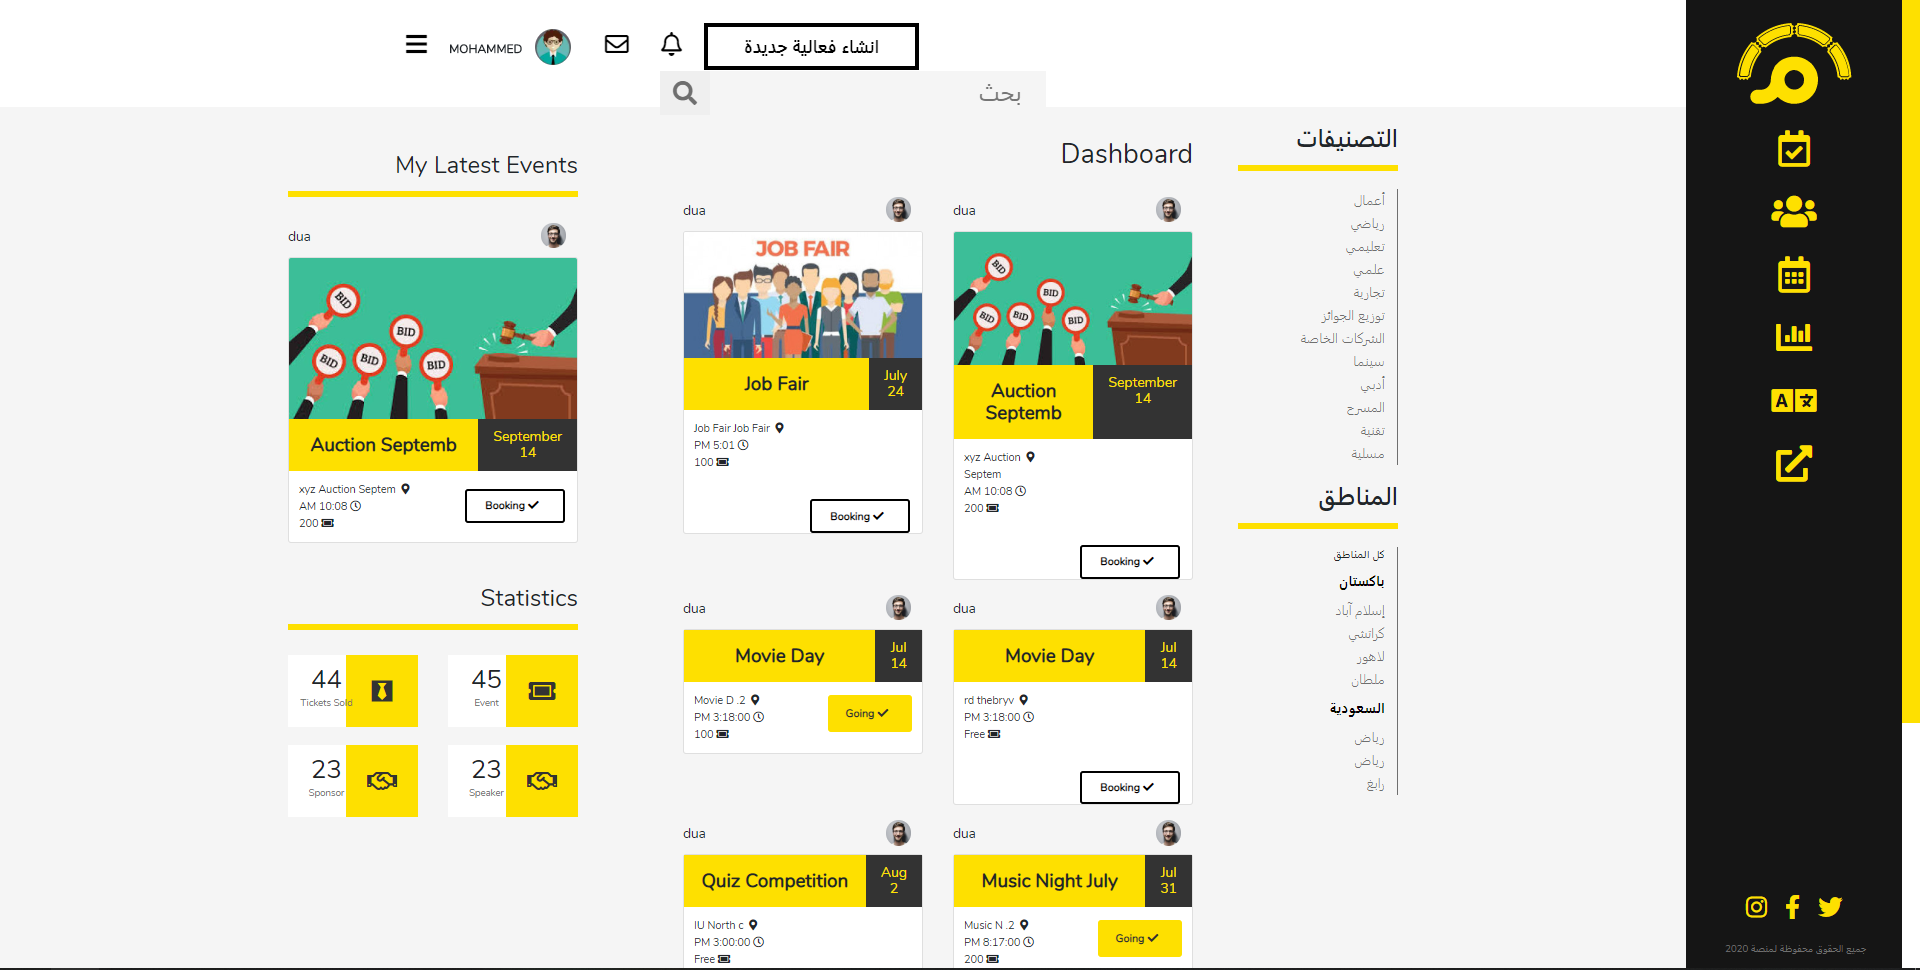 MOHAMMED
انشاء فعالية جديدة
بحث
التصنيفات
أعمال
رياضي
تعليمي
علمي
تجارية
توزيع الجوائز
الشركات الخاصة
سينما
أدبي
المسرح
تقنية
مسلية
المناطق
كل المناطق
باكستان
إسلام آباد
كراتشي
لاهور
ملطان
السعودية
رياض
رياض
رابغ
Dashboard
dua
BID
BID
BID
BID
BID
Auction
Septemb
September
14
xyz Auction
Septem
AM 10:08
200
Booking
dua
JOB FAIR
Job Fair
July
24
Job Fair Job Fair
PM 5:01
100
Booking
dua
Movie Day
Jul
14
rd thebryv
PM 3:18:00
Free
Booking
dua
Movie Day
Jul
14
Movie D .2
PM 3:18:00
100
Going
dua
Music Night July
Jul
31
Music N .2
PM 8:17:00
200
Going
dua
Quiz Competition
Aug
2
IU North c
PM 3:00:00
Free
My Latest Events
dua
BID
BID
BID
BID
BID
Auction Septemb
September
14
xyz Auction Septem
AM 10:08
200
Booking
Statistics
44
Tickets Sold
45
Event
23
Sponsor
23
Speaker
A
جميع الحقوق محفوظة لمنصة 2020